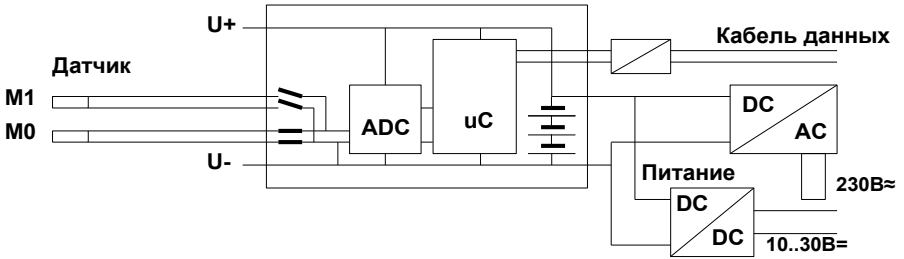 U+
Кабель данных
Датчик
M1
M0
ADC
uC
DC
AC
U-
Питание
230В≈
DC
DC
10..30В=